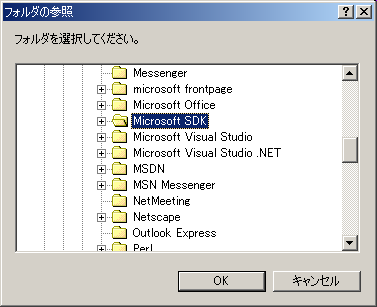 フォルダの参照
フォルダを選択してください。
Messenger
microsoft frontpage
Microsoft Office
Microsoft SDK
Microsoft Visual Studio
Microsoft Visual Studio .NET
MSDN
MSN Messenger
NetMeeting
Netscape
Outlook Express
Perl
OK
キャンセル